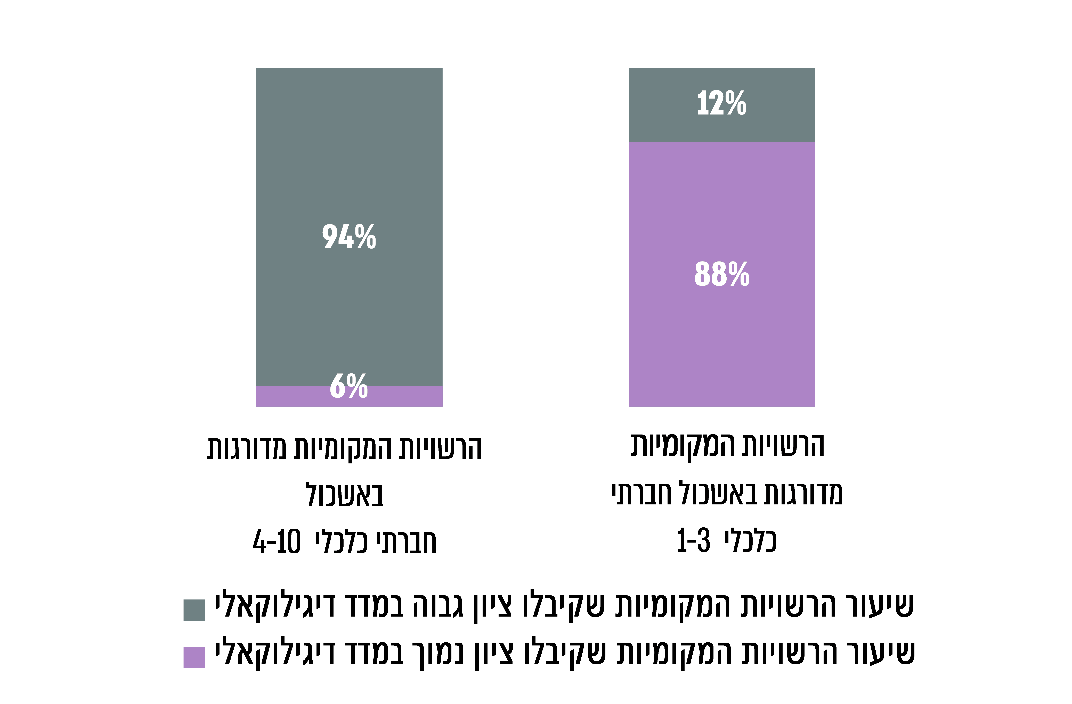 12%
88%
94%
6%
הרשויות המקומיות
מדורגות באשכול חברתי
כלכלי 1-3
הרשויות המקומיות מדורגות
באשכול
חברתי כלכלי 4-10
שיעור הרשויות המקומיות שקיבלו ציון גבוה במדד דיגילוקאלי
שיעור הרשויות המקומיות שקיבלו ציון נמוך במדד דיגילוקאלי